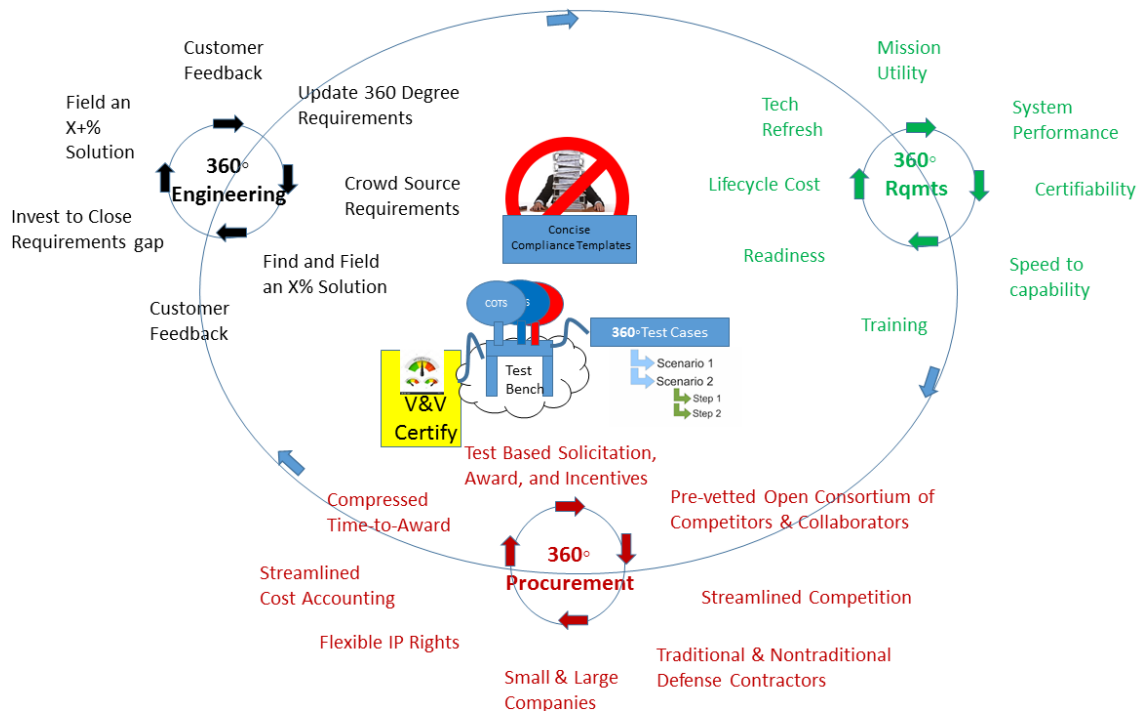 Customer
Feedback
Field an
X+%
Solution
Update 360 Degree
Requirements
360°
Engineering
Crowd Source
Requirements
Invest to Close
Requirements gap
Find and Field
an X% Solution
Customer
Feedback
Mission
Utility
Tech
Refresh
System
Performance
360°
Rqmts
Lifecycle Cost
Certifiability
Readiness
Speed to
capability
Training
Concise
Compliance Templates
COTS
S
360°Test Cases
Scenario 1
Scenario 2
Step 1
Step 2
Test
Bench
V&V
Certify
Test Based Solicitation,
Award, and Incentives
Compressed
Time-to-Award
Pre-vetted Open Consortium of
Competitors & Collaborators
360°
Procurement
Streamlined
Cost Accounting
Streamlined Competition
Flexible IP Rights
Traditional & Nontraditional
Defense Contractors
Small & Large
Companies